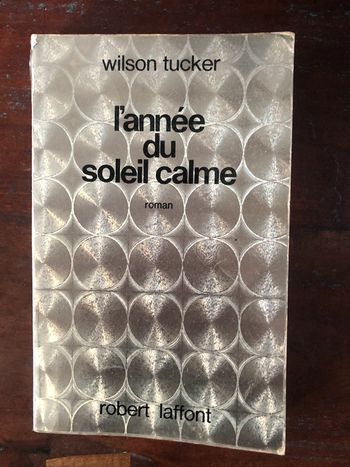 wilson tucker
l'année
du
soleil calme
roman
robert laffont